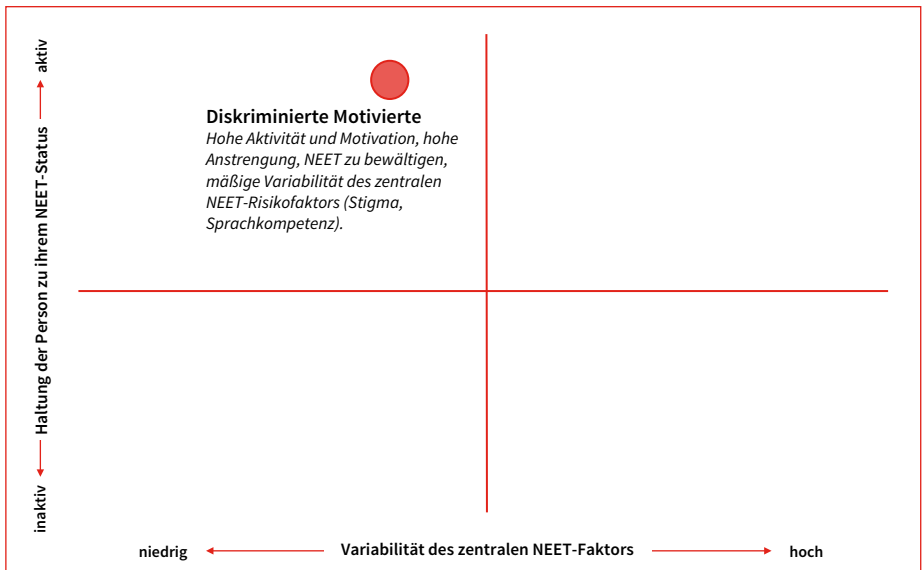 aktiv
Haltung der Person zu ihrem NEET-Status
inaktiv
Diskriminierte Motivierte
Hohe Aktivität und Motivation, hohe
Anstrengung, NEET zu bewältigen,
mäßige Variabilität des zentralen
NEET-Risikofaktors (Stigma,
Sprachkompetenz).
niedrig
Variabilität des zentralen NEET-Faktors
hoch